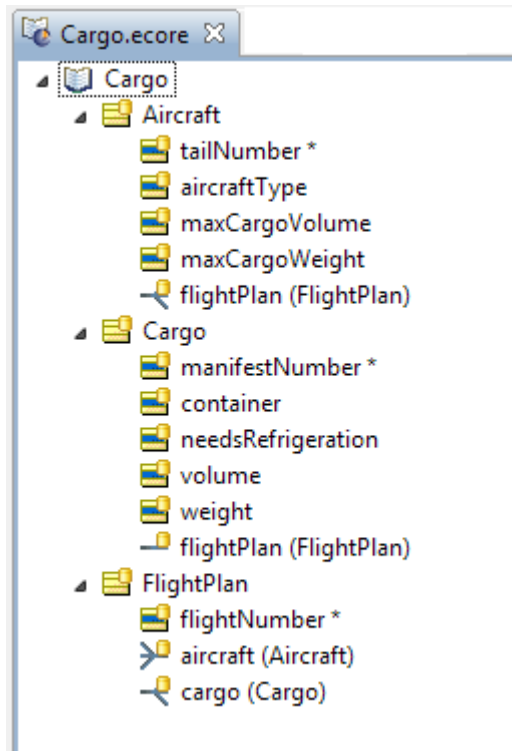 Cargo.ecore
Cargo
Aircraft
tailNumber *
aircraftType
maxCargoVolume
maxCargoWeight
flightPlan (FlightPlan)
Cargo
manifestNumber *
container
needsRefrigeration
volume
weight
flightPlan (FlightPlan)
FlightPlan
flightNumber *
aircraft (Aircraft)
cargo (Cargo)